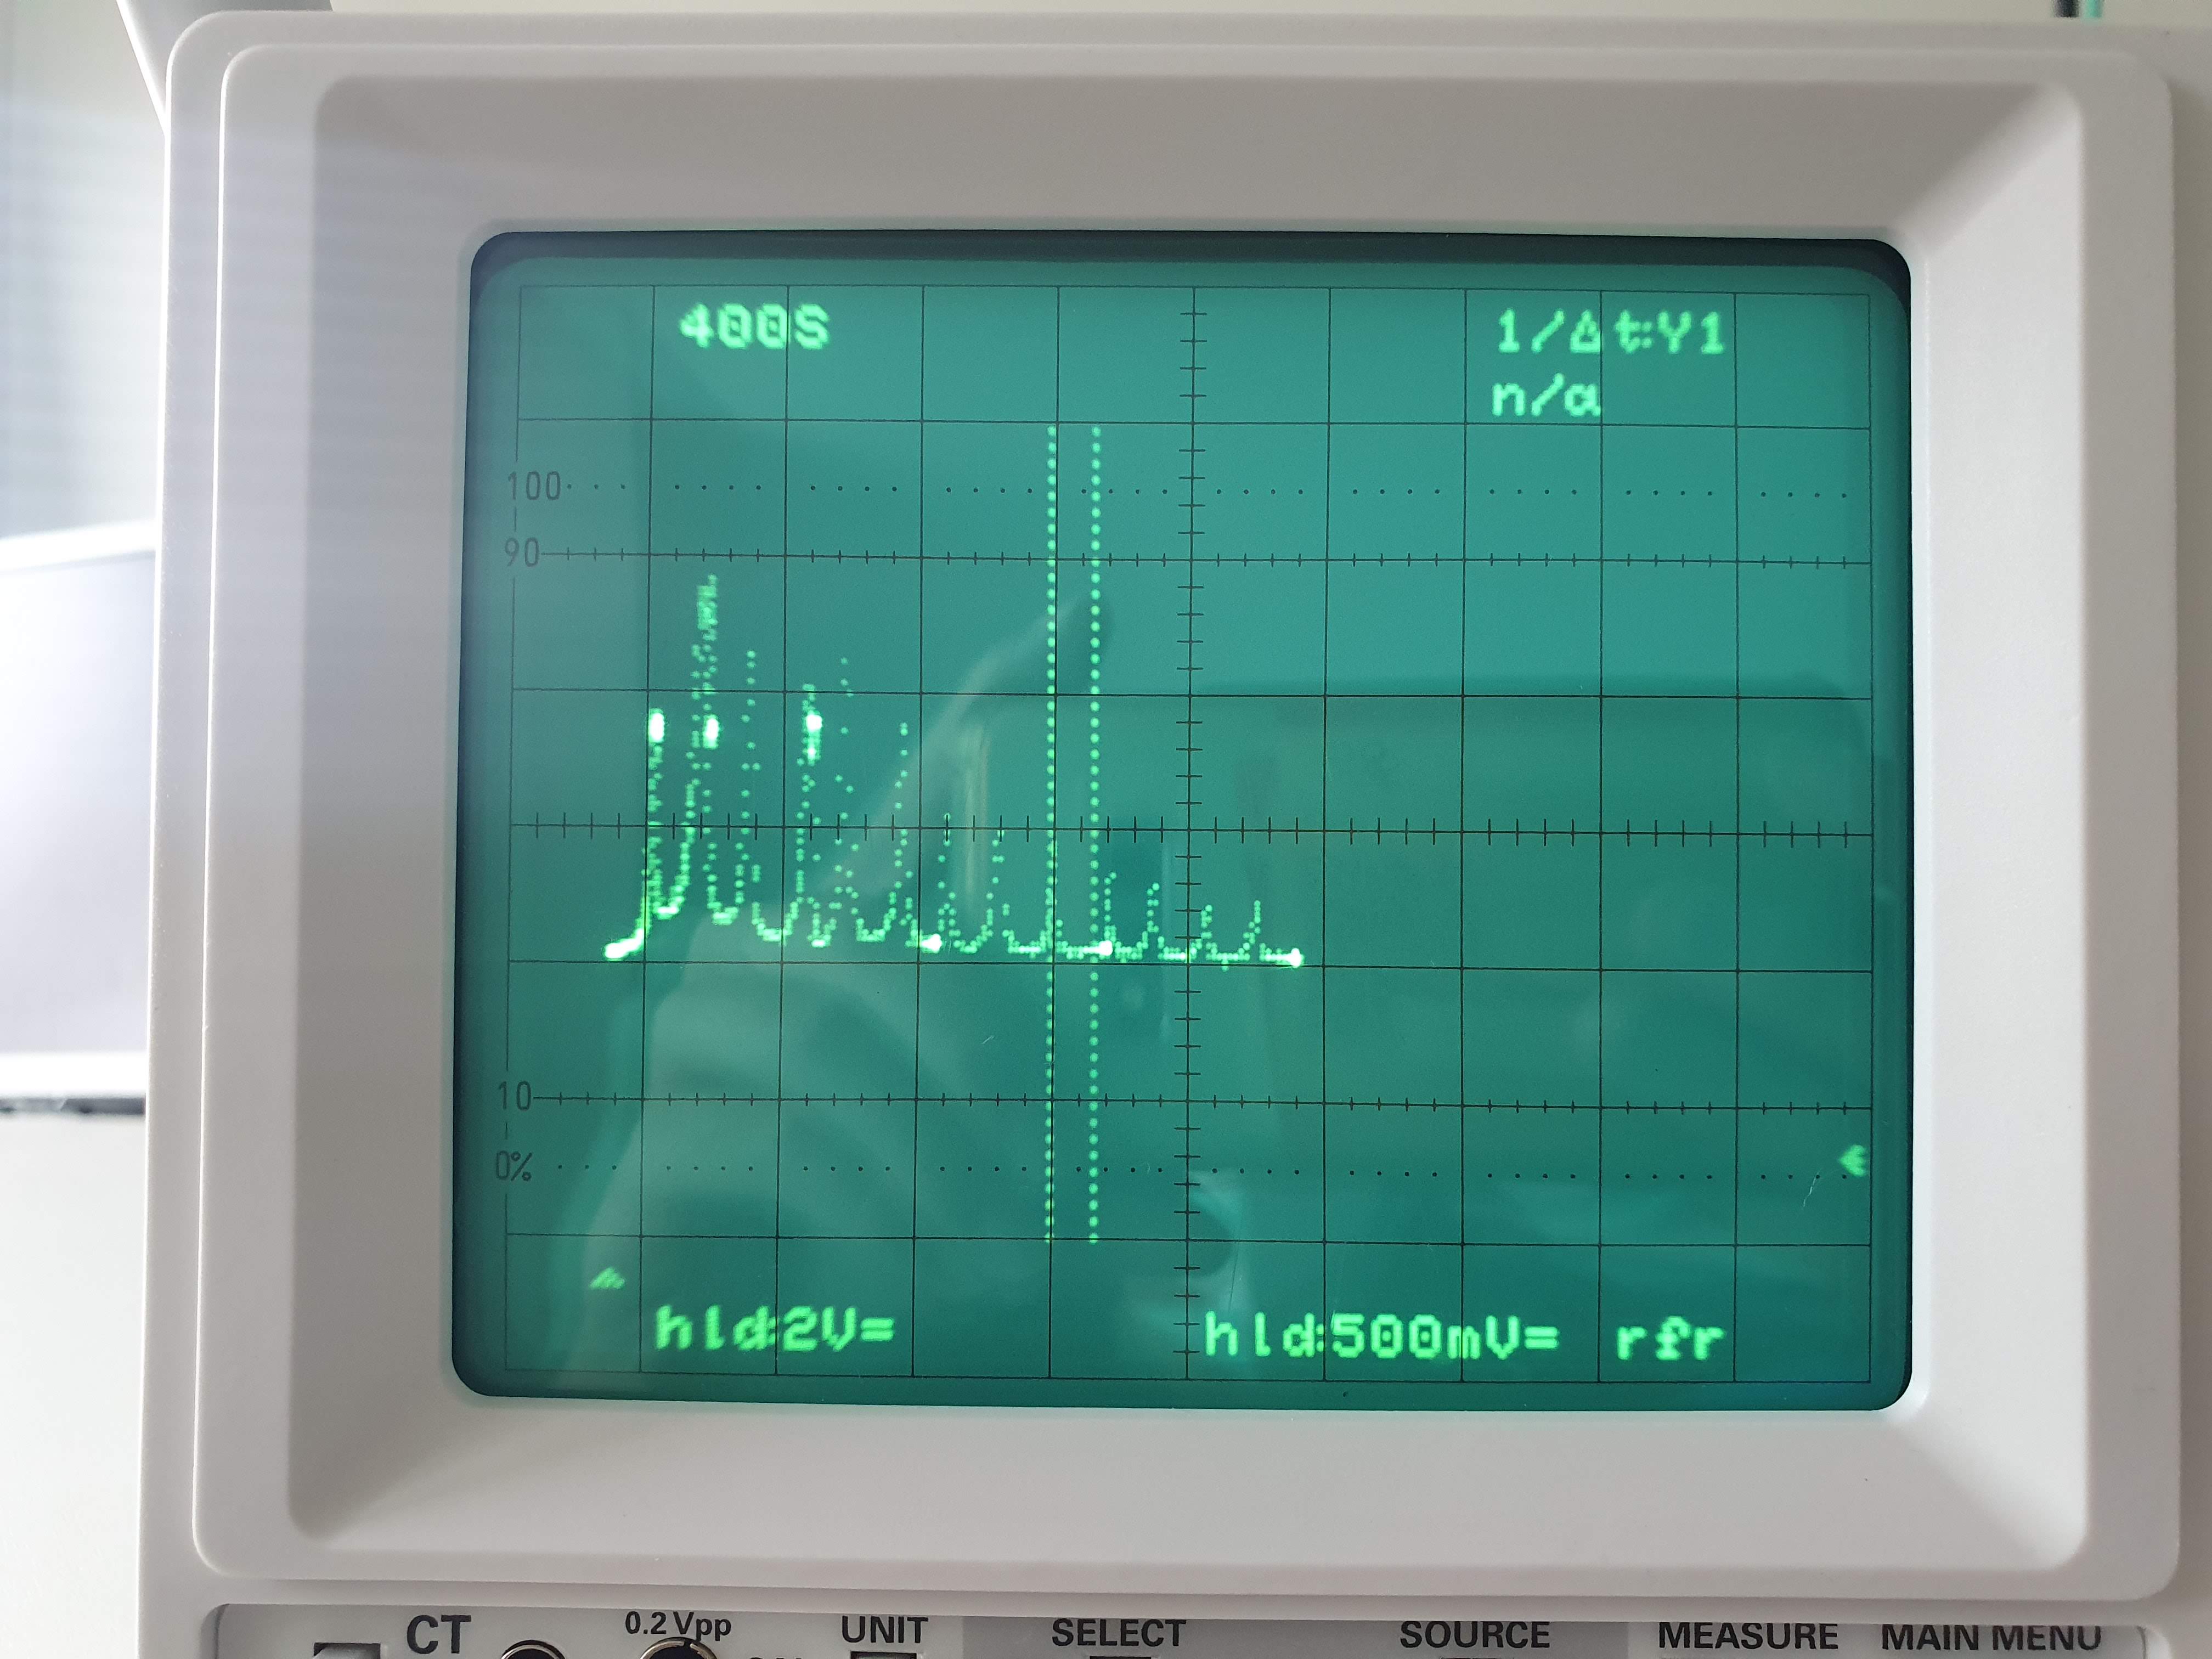 400S
1/Δt:Y1
n/a
100
90
10
0%
hld:2V=
hld:500mV= rfr
CT
0.2 Vpp
UNIT
SELECT
SOURCE
MEASURE
MAIN MENU